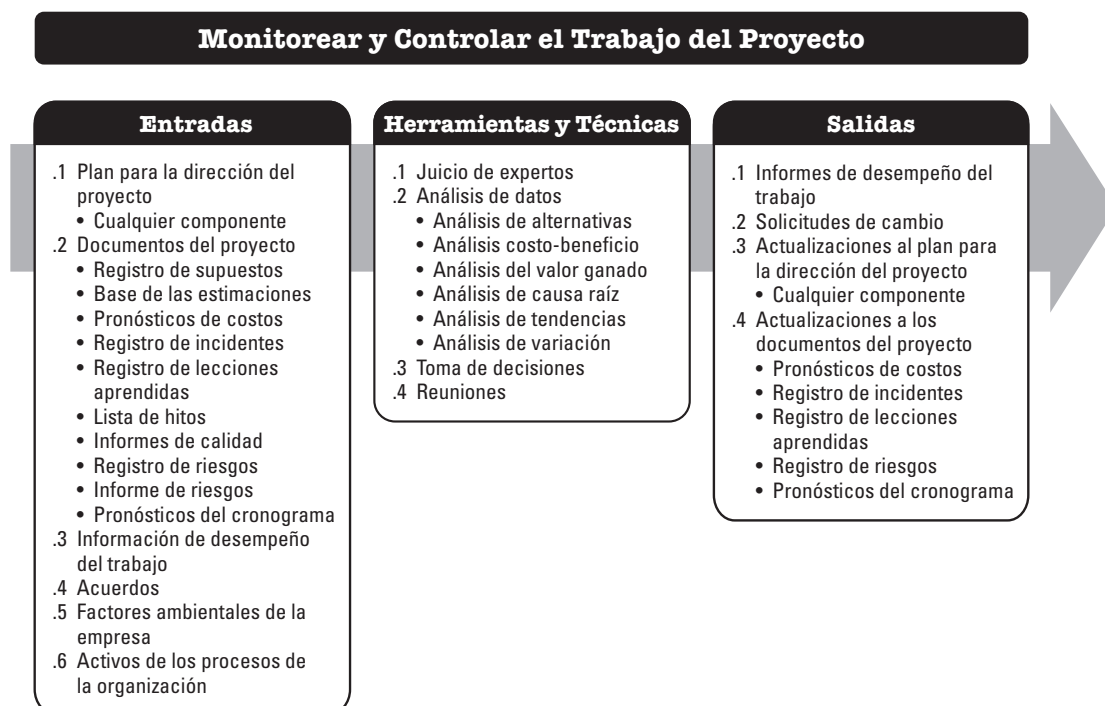 Monitorear y Controlar el Trabajo del Proyecto
Entradas
.1 Plan para la dirección del
proyecto
• Cualquier componente
.2 Documentos del proyecto
• Registro de supuestos
• Base de las estimaciones
• Pronósticos de costos
• Registro de incidentes
• Registro de lecciones
aprendidas
• Lista de hitos
• Informes de calidad
• Registro de riesgos
• Informe de riesgos
• Pronósticos del cronograma
.3 Información de desempeño
del trabajo
.4 Acuerdos
.5 Factores ambientales de la
empresa
.6 Activos de los procesos de
la organización
Herramientas y Técnicas
.1 Juicio de expertos
.2 Análisis de datos
• Análisis de alternativas
• Análisis costo-beneficio
• Análisis del valor ganado
• Análisis de causa raíz
• Análisis de tendencias
• Análisis de variación
.3 Toma de decisiones
.4 Reuniones
Salidas
.1 Informes de desempeño del
trabajo
.2 Solicitudes de cambio
.3 Actualizaciones al plan para
la dirección del proyecto
• Cualquier componente
.4 Actualizaciones a los
documentos del proyecto
• Pronósticos de costos
• Registro de incidentes
• Registro de lecciones
aprendidas
• Registro de riesgos
• Pronósticos del cronograma